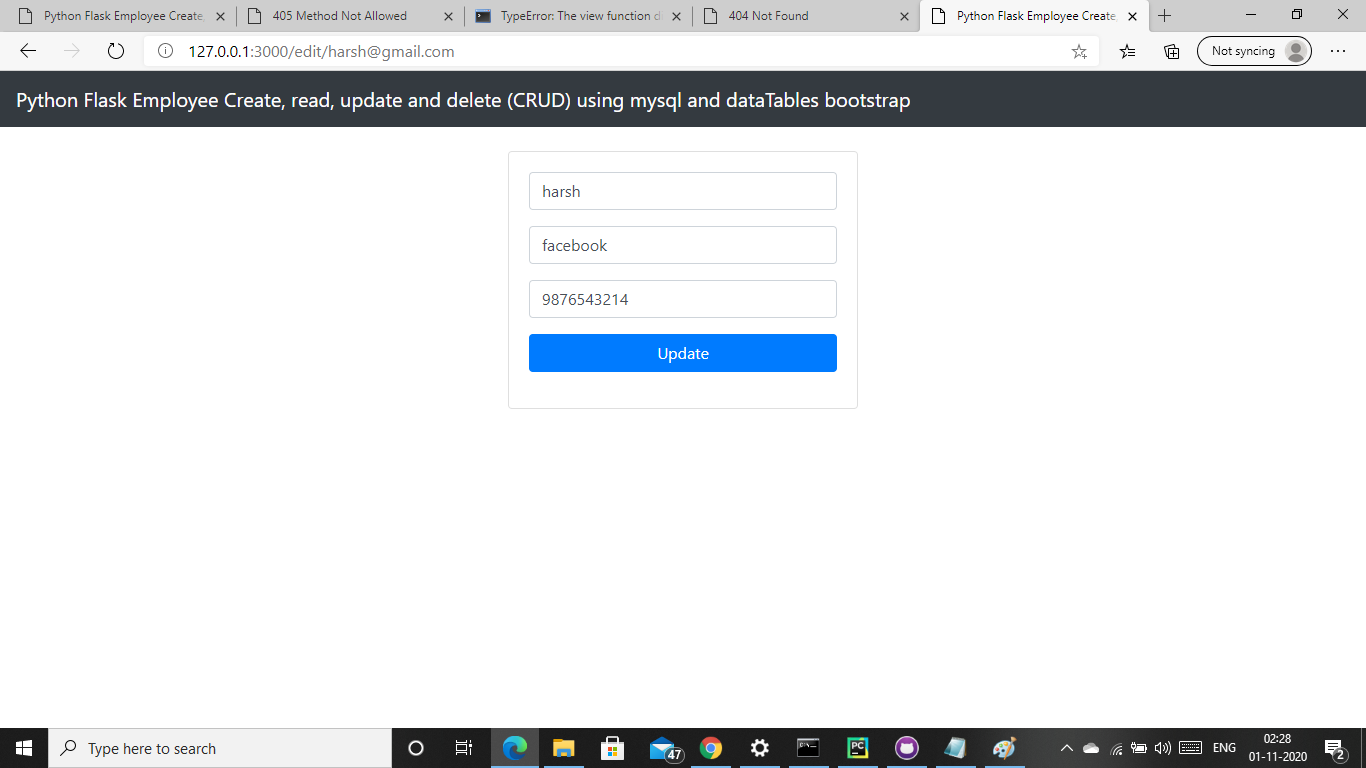 Python Flask Employee Create,
405 Method Not Allowed
TypeError: The view function d
404 Not Found
Python Flask Employee Create,
127.0.0.1:3000/edit/harsh@gmail.com
Not syncing
Python Flask Employee Create, read, update and delete (CRUD) using mysql and dataTables bootstrap
harsh
facebook
9876543214
Update
Type here to search
47
PC
ENG
02:28
01-11-2020
2